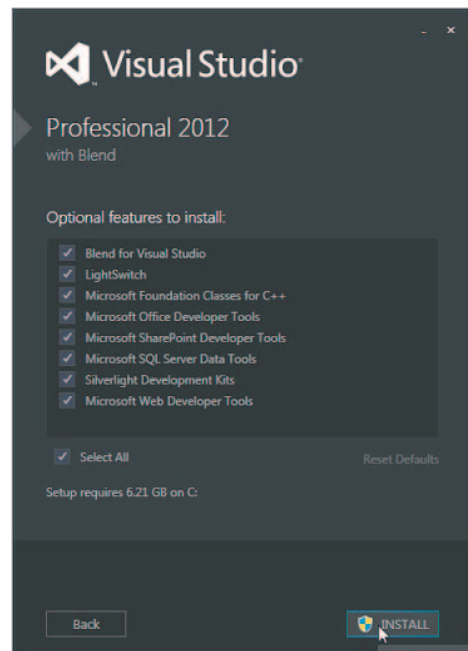 Visual Studio
Professional 2012
with Blend
Optional features to install:
Blend for Visual Studio
LightSwitch
Microsoft Foundation Classes for C++
Microsoft Office Developer Tools
Microsoft SharePoint Developer Tools
Microsoft SQL Server Data Tools
Silverlight Development Kits
Microsoft Web Developer Tools
Select All
Reset Defaults
Setup requires 6.21 GB on C:
Back
INSTALL